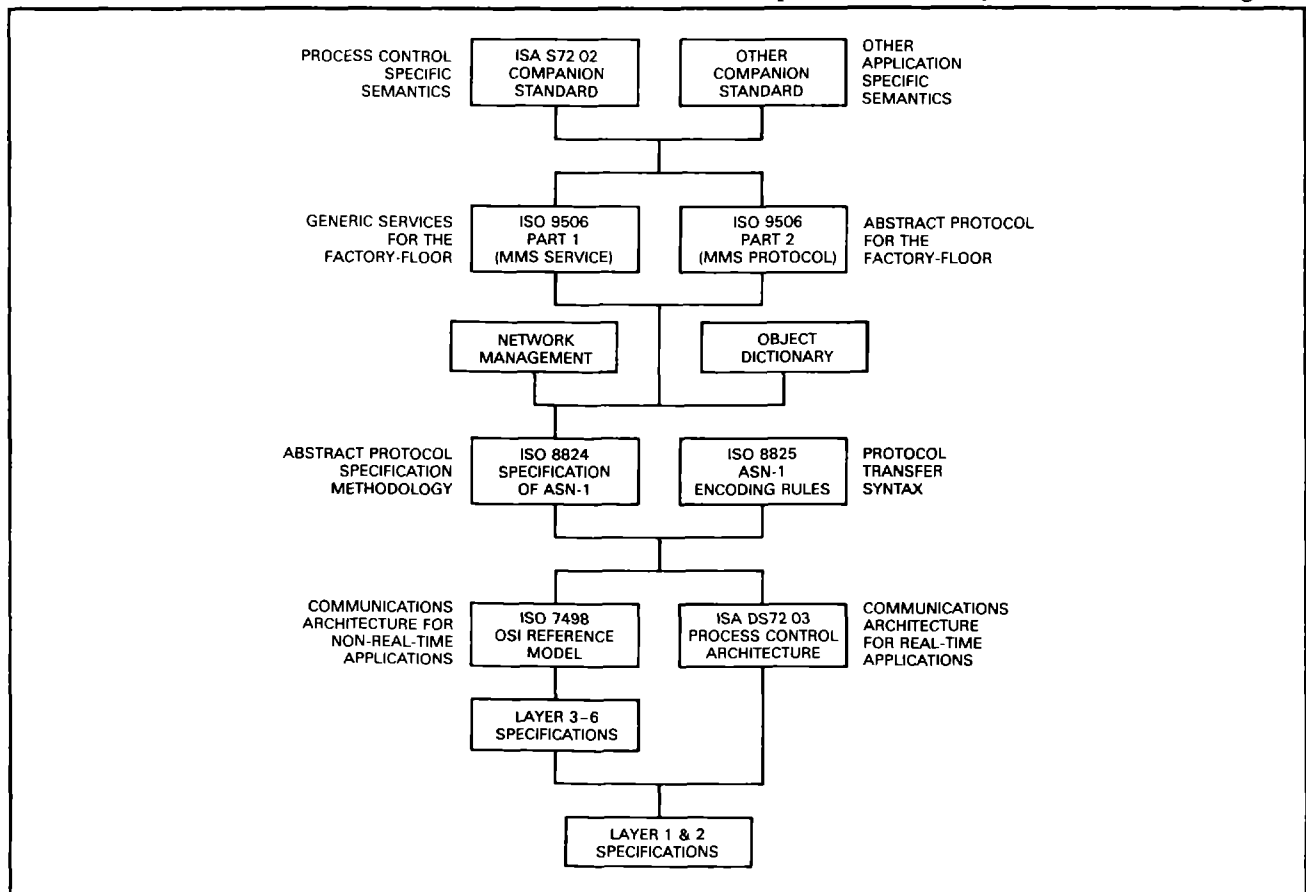 PROCESS CONTROL
SPECIFIC
SEMANTICS
ISA S72 02
COMPANION
STANDARD
OTHER
COMPANION
STANDARD
OTHER
APPLICATION
SPECIFIC
SEMANTICS
GENERIC SERVICES
FOR THE
FACTORY-FLOOR
ISO 9506
PART 1
(MMS SERVICE)
ISO 9506
PART 2
(MMS PROTOCOL)
ABSTRACT PROTOCOL
FOR THE
FACTORY-FLOOR
NETWORK
MANAGEMENT
OBJECT
DICTIONARY
ABSTRACT PROTOCOL
SPECIFICATION
METHODOLOGY
ISO 8824
SPECIFICATION
OF ASN-1
ISO 8825
ASN-1
ENCODING RULES
PROTOCOL
TRANSFER
SYNTAX
COMMUNICATIONS
ARCHITECTURE FOR
NON-REAL-TIME
APPLICATIONS
ISO 7498
OSI REFERENCE
MODEL
ISA DS72 03
PROCESS CONTROL
ARCHITECTURE
COMMUNICATIONS
ARCHITECTURE
FOR REAL-TIME
APPLICATIONS
LAYER 3-6
SPECIFICATIONS
LAYER 1 & 2
SPECIFICATIONS